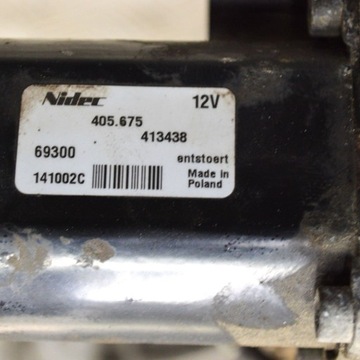 Nidec 12V
405.675
413438
69300 entstoert
141002C Made in
Poland